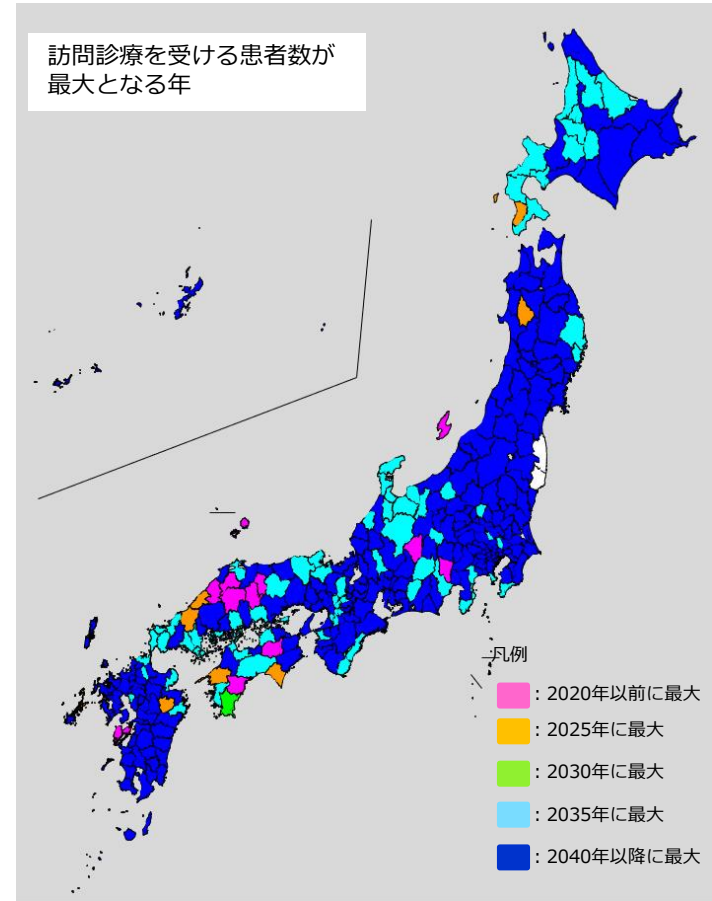 訪問診療を受ける患者数が
最大となる年
凡例
：2020年以前に最大
：2025年に最大
：2030年に最大
：2035年に最大
：2040年以降に最大